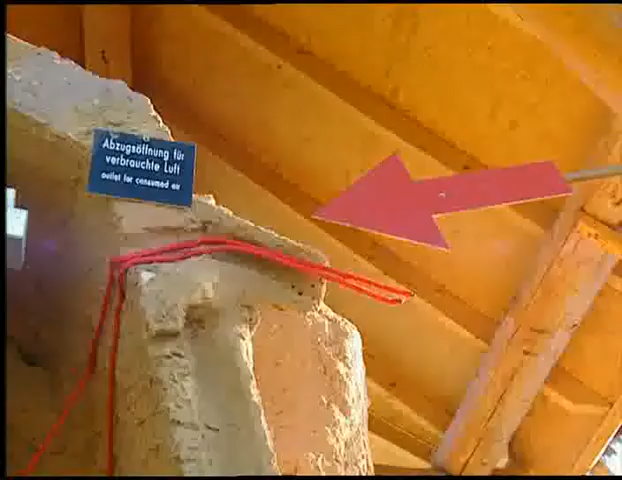 Abzugsöffnung für
verbrauchte Luft
outlet for consumed air